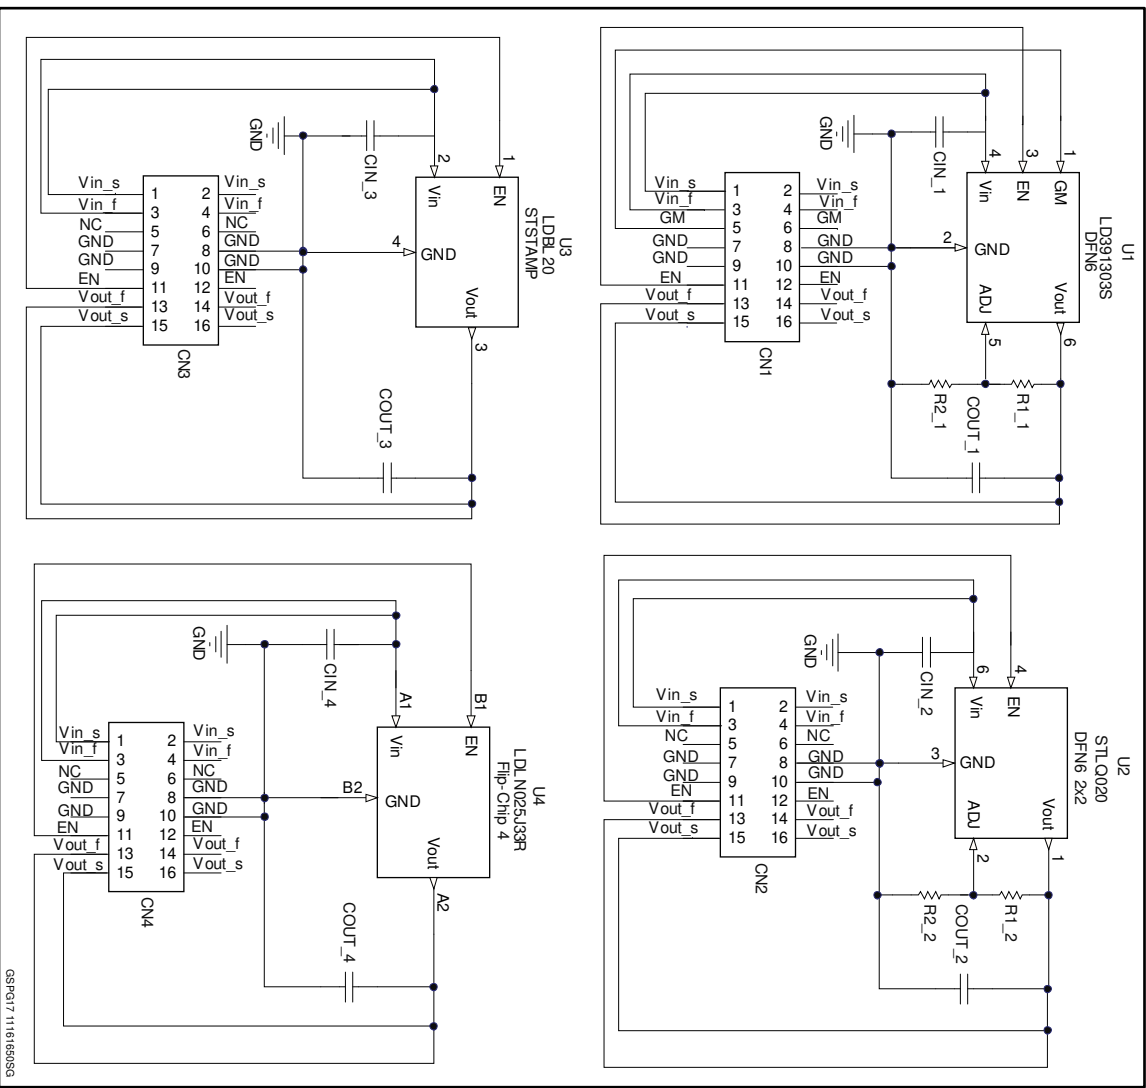 U1
LD391303S
DFN6
1
GM
3
EN
4
Vin
Vout
6
2
GND
ADJ
5
CIN_1
GND
R1_1
R2_1
COUT_1
Vin_s 1 2 Vin_s
Vin_f 3 4 Vin_f
GM 5 6 GM
GND 7 8 GND
GND 9 10 GND
EN 11 12 EN
Vout_f 13 14 Vout_f
Vout_s 15 16 Vout_s
CN1
U2
STLQ020
DFN6 2x2
4
EN
6
Vin
Vout
1
3
GND
ADJ
2
CIN_2
GND
R1_2
R2_2
COUT_2
Vin_s 1 2 Vin_s
Vin_f 3 4 Vin_f
NC 5 6 NC
GND 7 8 GND
GND 9 10 GND
EN 11 12 EN
Vout_f 13 14 Vout_f
Vout_s 15 16 Vout_s
CN2
U3
LDBL20
STSTAMP
1
EN
2
Vin
4
GND
Vout
3
CIN_3
GND
COUT_3
Vin_s 1 2 Vin_s
Vin_f 3 4 Vin_f
NC 5 6 NC
GND 7 8 GND
GND 9 10 GND
EN 11 12 EN
Vout_f 13 14 Vout_f
Vout_s 15 16 Vout_s
CN3
U4
LDLN025J33R
Flip-Chip 4
B1
EN
A1
Vin
B2
GND
Vout
A2
CIN_4
GND
COUT_4
Vin_s 1 2 Vin_s
Vin_f 3 4 Vin_f
NC 5 6 NC
GND 7 8 GND
GND 9 10 GND
EN 11 12 EN
Vout_f 13 14 Vout_f
Vout_s 15 16 Vout_s
CN4
GSPG17 11161650SG